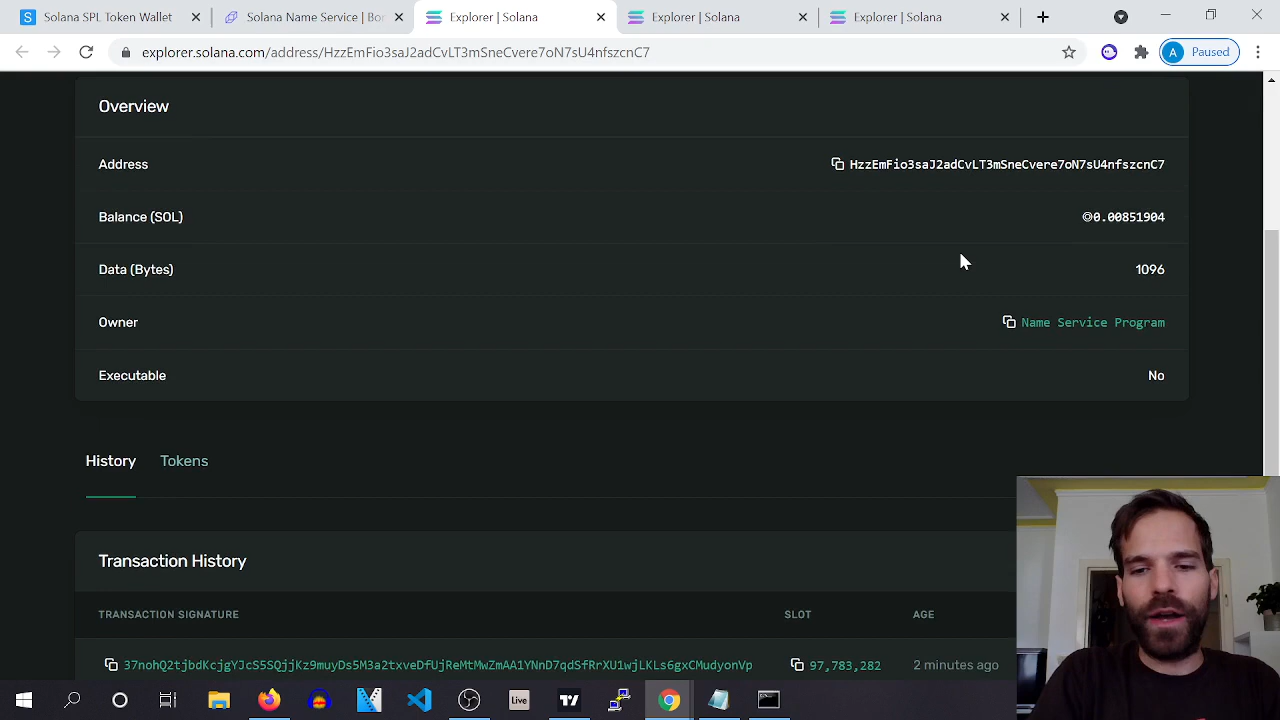 Solana SPL Token Wallet
Solana Name Service | 
Explorer | Solana
Explorer | Solana
Explorer | Solana
explorer.solana.com/address/HzzEmFio3saJ2adCvLT3mSneCvere7oN7sU4nfszcnC7
A Paused
Overview
Address HzzEmFio3saJ2adCvLT3mSneCvere7oN7sU4nfszcnC7
Balance (SOL) ◎0.00851904
Data (Bytes) 1096
Owner Name Service Program
Executable No
History Tokens
Transaction History
TRANSACTION SIGNATURE SLOT AGE
37nohQ2tjbdKcjgYJcS5SQjjKz9muyDs5M3a2txveDfUjReMtMwZmAA1YNnD7qdSfRrXU1wjLKLs6gxCMudyonVp 97,783,282 2 minutes ago
Live